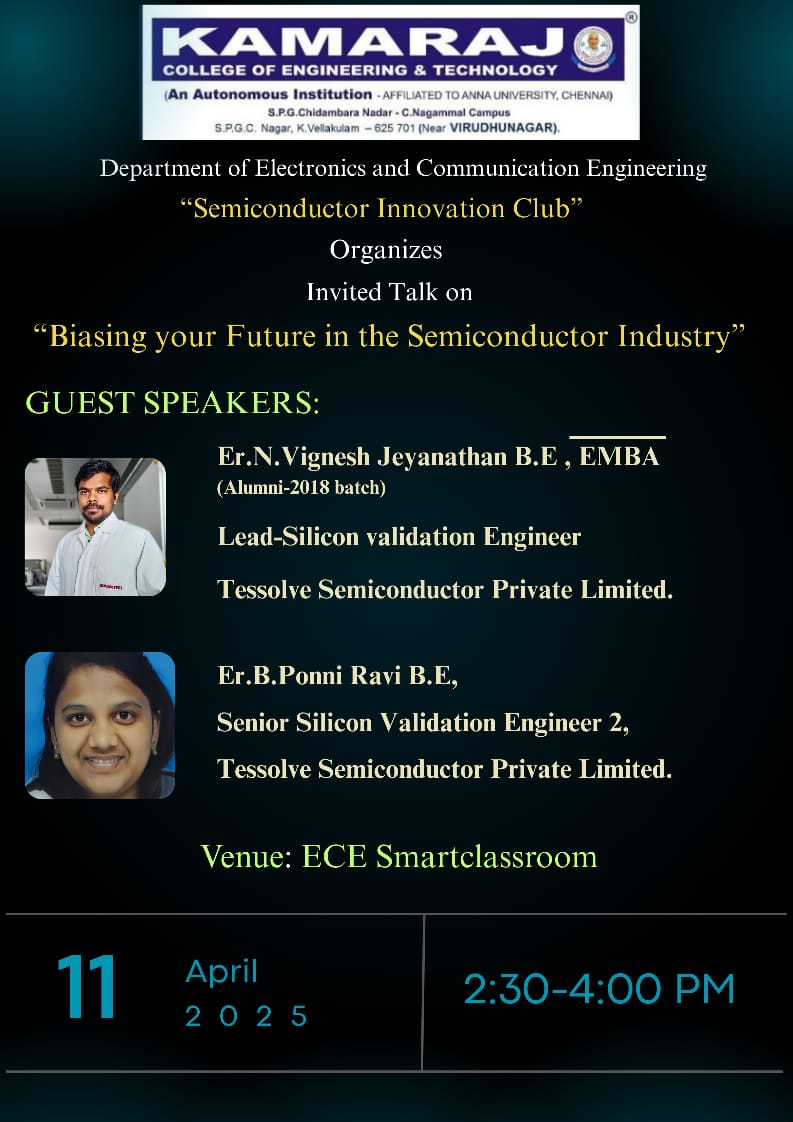 KAMARAJ
®
COLLEGE OF ENGINEERING & TECHNOLOGY
(An Autonomous Institution - AFFILIATED TO ANNA UNIVERSITY, CHENNAI)
S.P.G.Chidambara Nadar - C.Nagammal Campus
S.P.G.C. Nagar, K.Vellakulam – 625 701 (Near VIRUDHUNAGAR).
Department of Electronics and Communication Engineering
“Semiconductor Innovation Club”
Organizes
Invited Talk on
“Biasing your Future in the Semiconductor Industry”
GUEST SPEAKERS:
Er.N.Vignesh Jeyanathan B.E , EMBA
(Alumni-2018 batch)
Lead-Silicon validation Engineer
Tessolve Semiconductor Private Limited.
Er.B.Ponni Ravi B.E,
Senior Silicon Validation Engineer 2,
Tessolve Semiconductor Private Limited.
Venue: ECE Smartclassroom
11
April
2 0 2 5
2:30-4:00 PM